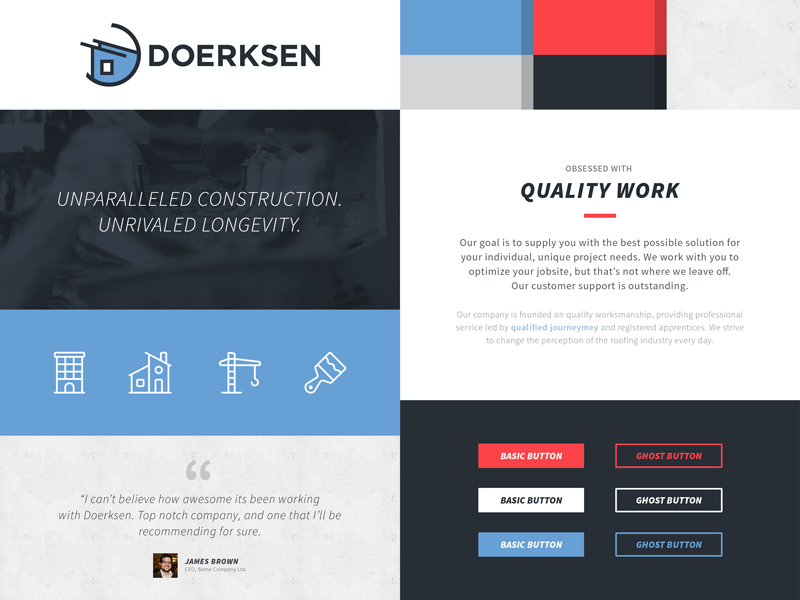 DOERKSEN
UNPARALLELED CONSTRUCTION.
UNRIVALED LONGEVITY.
“
“I can’t believe how awesome its been working
with Doerksen. Top notch company, and one that I’ll be
recommending for sure.
JAMES BROWN
CEO, Some Company Ltd.
OBSESSED WITH
QUALITY WORK
Our goal is to supply you with the best possible solution for
your individual, unique project needs. We work with you to
optimize your jobsite, but that’s not where we leave off.
Our customer support is outstanding.
Our company is founded on quality worksmanship, providing professional
service led by qualified journeymey and registered apprentices. We strive
to change the perception of the roofing industry every day.
BASIC BUTTON
GHOST BUTTON
BASIC BUTTON
GHOST BUTTON
BASIC BUTTON
GHOST BUTTON